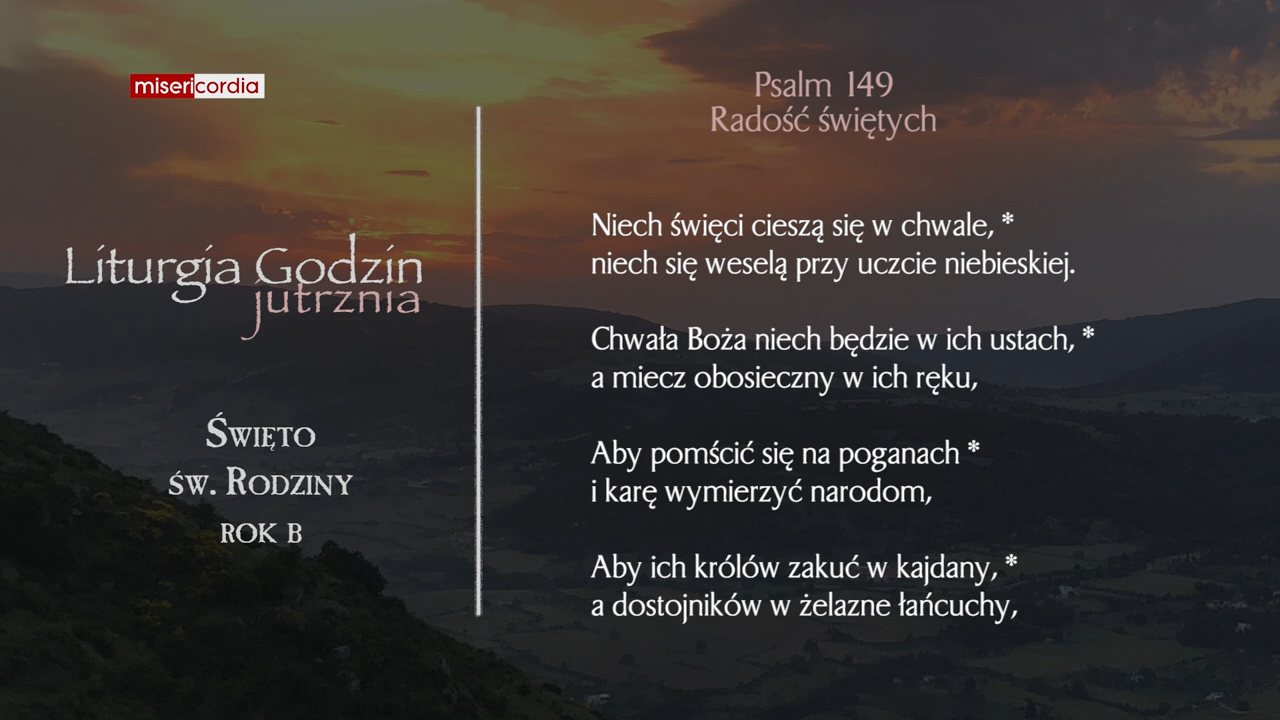 misericordia
Liturgia Godzin
jutrznia
Święto
św. Rodziny
rok B
Psalm 149
Radość świętych
Niech święci cieszą się w chwale, *
niech się weselą przy uczcie niebieskiej.
Chwała Boża niech będzie w ich ustach, *
a miecz obosieczny w ich ręku,
Aby pomścić się na poganach *
i karę wymierzyć narodom,
Aby ich królów zakuć w kajdany, *
a dostojników w żelazne łańcuchy,